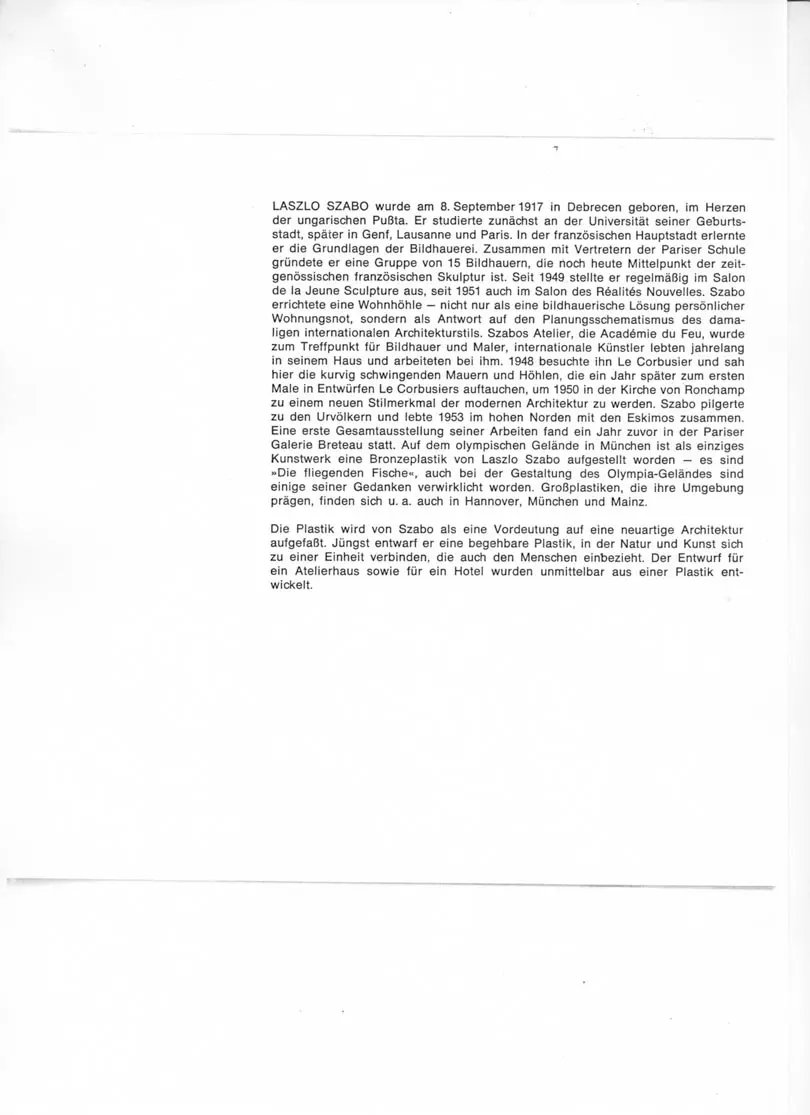 LASZLO SZABO wurde am 8. September 1917 in Debrecen geboren, im Herzen
der ungarischen Pußta. Er studierte zunächst an der Universität seiner Geburts-
stadt, später in Genf, Lausanne und Paris. In der französischen Hauptstadt erlernte
er die Grundlagen der Bildhauerei. Zusammen mit Vertretern der Pariser Schule
gründete er eine Gruppe von 15 Bildhauern, die noch heute Mittelpunkt der zeit-
genössischen französischen Skulptur ist. Seit 1949 stellte er regelmäßig im Salon
de la Jeune Sculpture aus, seit 1951 auch im Salon des Réalités Nouvelles. Szabo
errichtete eine Wohnhöhle — nicht nur als eine bildhauerische Lösung persönlicher
Wohnungsnot, sondern als Antwort auf den Planungsschematismus des dama-
ligen internationalen Architekturstils. Szabos Atelier, die Académie du Feu, wurde
zum Treffpunkt für Bildhauer und Maler, internationale Künstler lebten jahrelang
in seinem Haus und arbeiteten bei ihm. 1948 besuchte ihn Le Corbusier und sah
hier die kurvig schwingenden Mauern und Höhlen, die ein Jahr später zum ersten
Male in Entwürfen Le Corbusiers auftauchen, um 1950 in der Kirche von Ronchamp
zu einem neuen Stilmerkmal der modernen Architektur zu werden. Szabo pilgerte
zu den Urvölkern und lebte 1953 im hohen Norden mit den Eskimos zusammen.
Eine erste Gesamtausstellung seiner Arbeiten fand ein Jahr zuvor in der Pariser
Galerie Breteau statt. Auf dem olympischen Gelände in München ist als einziges
Kunstwerk eine Bronzeplastik von Laszlo Szabo aufgestellt worden — es sind
»Die fliegenden Fische«, auch bei der Gestaltung des Olympia-Geländes sind
einige seiner Gedanken verwirklicht worden. Großplastiken, die ihre Umgebung
prägen, finden sich u. a. auch in Hannover, München und Mainz.

Die Plastik wird von Szabo als eine Vordeutung auf eine neuartige Architektur
aufgefaßt. Jüngst entwarf er eine begehbare Plastik, in der Natur und Kunst sich
zu einer Einheit verbinden, die auch den Menschen einbezieht. Der Entwurf für
ein Atelierhaus sowie für ein Hotel wurden unmittelbar aus einer Plastik ent-
wickelt.